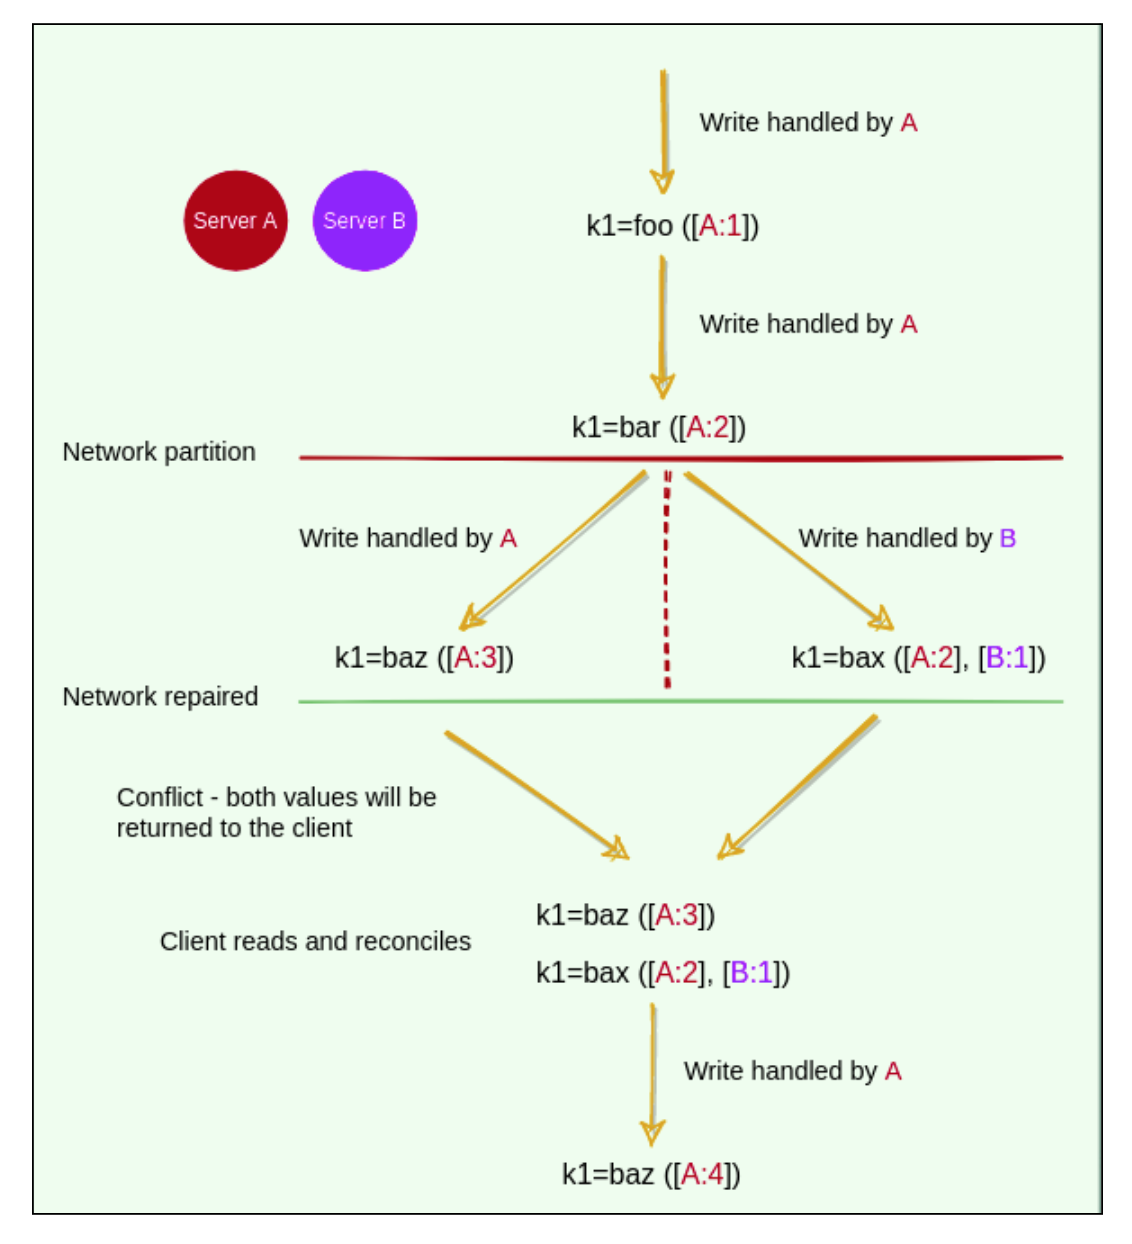 Write handled by A
Server A
Server B
k1=foo ([A:1])
Write handled by A
k1=bar ([A:2])
Network partition
Write handled by A
Write handled by B
k1=baz ([A:3])
k1=bax ([A:2], [B:1])
Network repaired
Conflict - both values will be
returned to the client
k1=baz ([A:3])
Client reads and reconciles
k1=bax ([A:2], [B:1])
Write handled by A
k1=baz ([A:4])